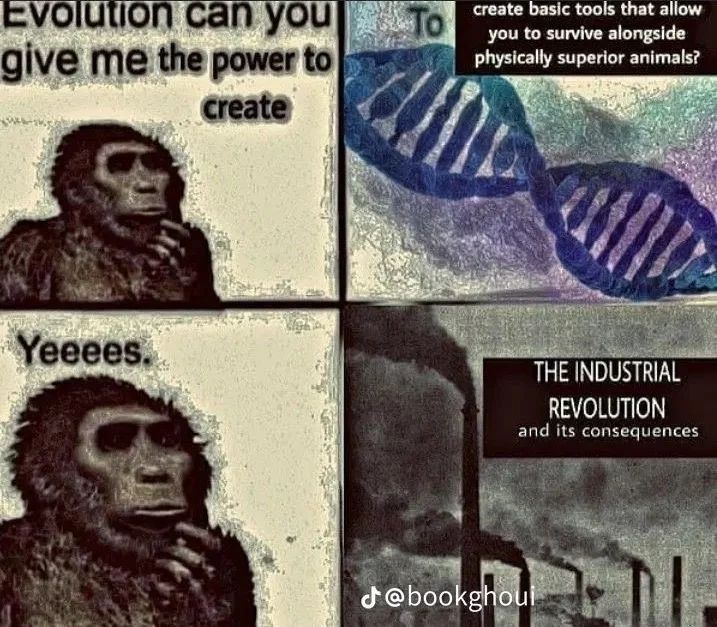 Evolution can you
give me the power to
create
To
create basic tools that allow
you to survive alongside
physically superior animals?
Yeeees.
THE INDUSTRIAL
REVOLUTION
and its consequences
@bookghoui